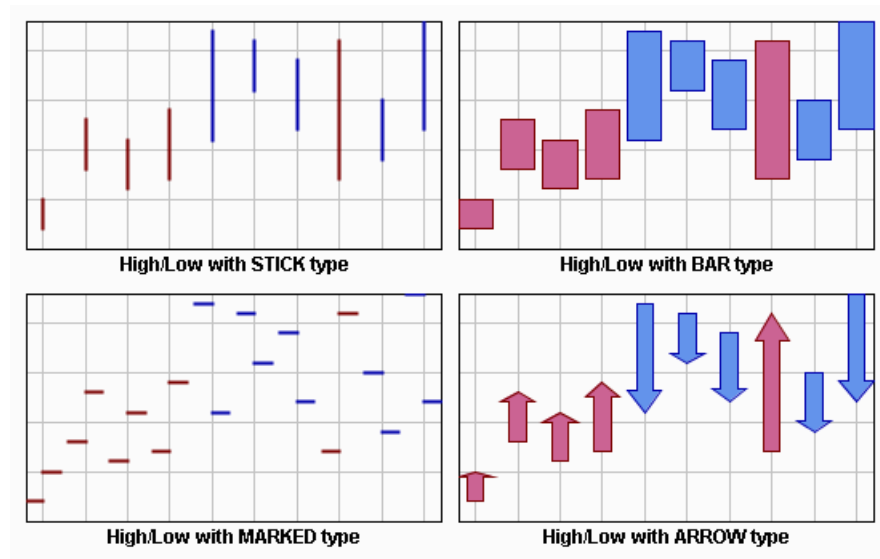 High/Low with STICK type
High/Low with BAR type
High/Low with MARKED type
High/Low with ARROW type